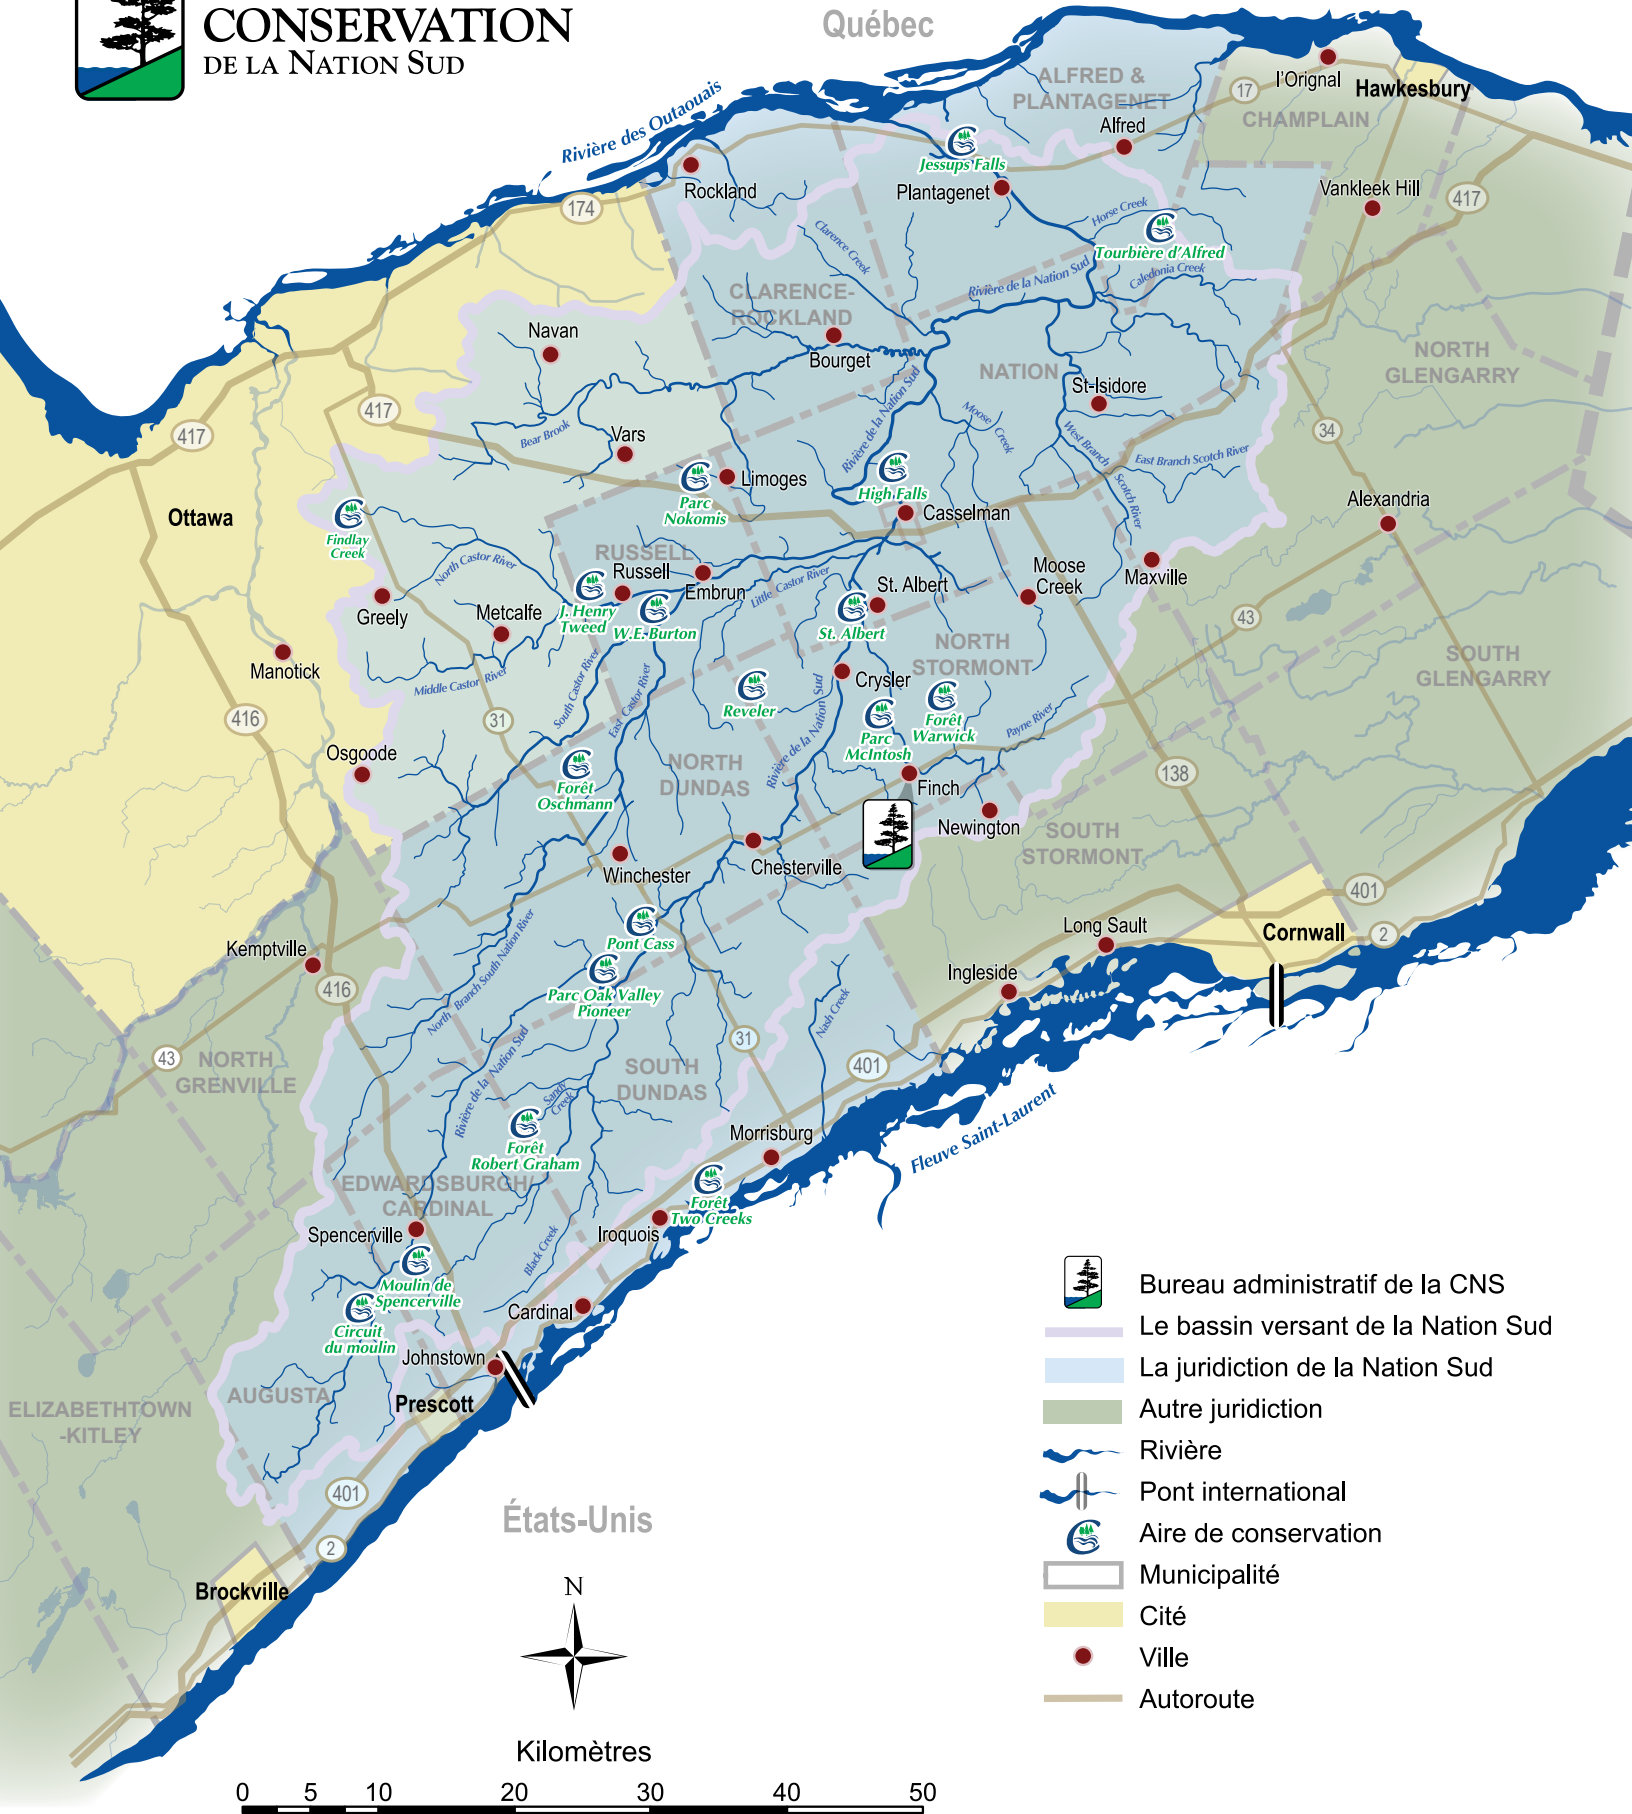 CONSERVATION
DE LA NATION SUD
Québec
Rivière des Outaouais
ALFRED &
PLANTAGENET
17
l'Orignal
Hawkesbury
CHAMPLAIN
Alfred
Jessups Falls
Plantagenet
Rockland
174
Vankleek Hill
417
Horse Creek
Tourbière d'Alfred
Clarence Creek
Rivière de la Nation Sud
Caledonia Creek
CLARENCE-
ROCKLAND
Navan
Bourget
NATION
NORTH
GLENGARRY
St-Isidore
Rivière de la Nation Sud
417
417
Bear Brook
Vars
Moose
Creek
West Branch
Scotch River
East Branch Scotch River
34
Limoges
Parc
Nokomis
High Falls
Casselman
Alexandria
Ottawa
Findlay
Creek
North Castor River
RUSSELL
Russell
Embrun
Little Castor River
St. Albert
Moose
Creek
Maxville
Greely
Metcalfe
J. Henry
Tweed
W.E. Burton
St. Albert
43
NORTH
STORMONT
SOUTH
GLENGARRY
Manotick
Middle Castor River
South Castor River
East Castor River
Crysler
Reveler
Forêt
Warwick
Parc
McIntosh
Payne River
416
31
Rivière de la Nation Sud
Osgoode
Forêt
Oschmann
NORTH
DUNDAS
138
Finch
Newington
SOUTH
STORMONT
Winchester
Chesterville
401
Kemptville
North Branch South Nation River
Pont Cass
Long Sault
Cornwall
2
Ingleside
416
Parc Oak Valley
Pioneer
Nash Creek
43
NORTH
GRENVILLE
Rivière de la Nation Sud
31
SOUTH
DUNDAS
401
Sandy
Creek
Forêt
Robert Graham
Morrisburg
Fleuve Saint-Laurent
EDWARDSBURGH/
CARDINAL
Forêt
Two Creeks
Spencerville
Iroquois
Black Creek
Moulin de
Spencerville
Cardinal
Circuit
du moulin
Johnstown
Prescott
AUGUSTA
ELIZABETHTOWN
-KITLEY
401
2
États-Unis
Brockville
Bureau administratif de la CNS
Le bassin versant de la Nation Sud
La juridiction de la Nation Sud
Autre juridiction
Rivière
Pont international
Aire de conservation
Municipalité
Cité
Ville
Autoroute
N
Kilomètres
0 5 10 20 30 40 50